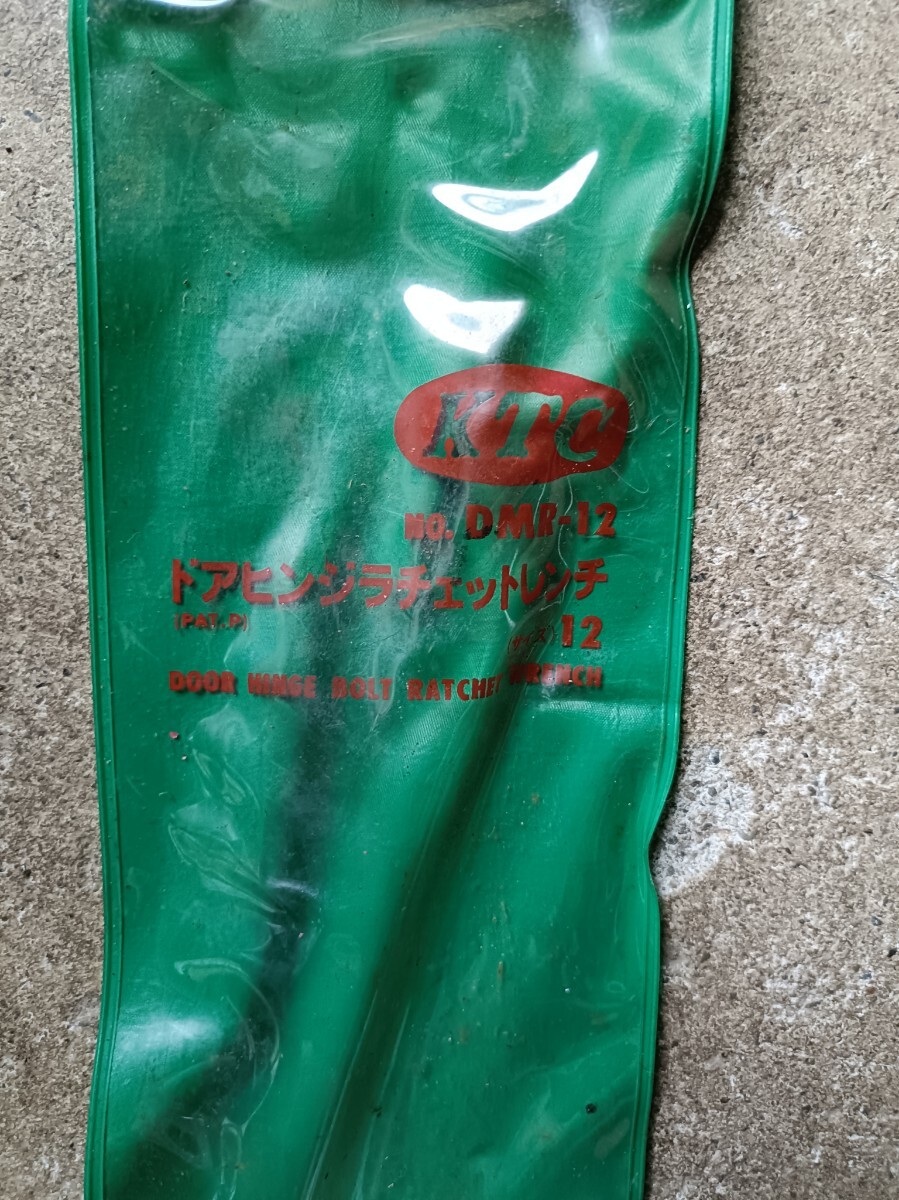 KTC
NO. DMR-12
ドアヒンジラチェットレンチ
(PAT.P) (サイズ) 12
DOOR HINGE BOLT RATCHET WRENCH